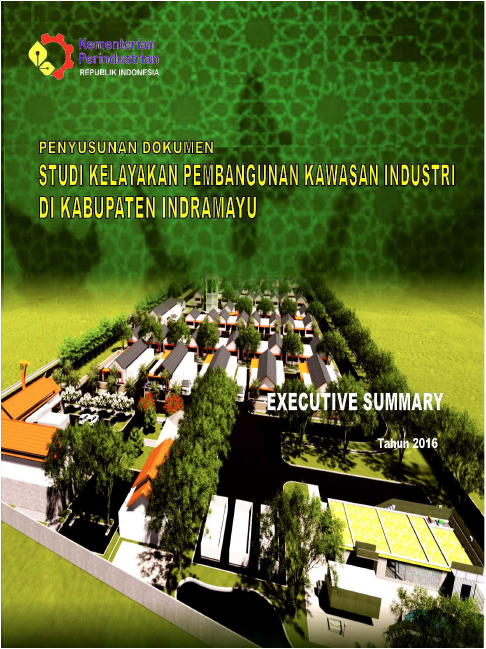 Kementerian
Perindustrian
REPUBLIK INDONESIA
PENYUSUNAN DOKUMEN
STUDI KELAYAKAN PEMBANGUNAN KAWASAN INDUSTRI
DI KABUPATEN INDRAMAYU
EXECUTIVE SUMMARY
Tahun 2016